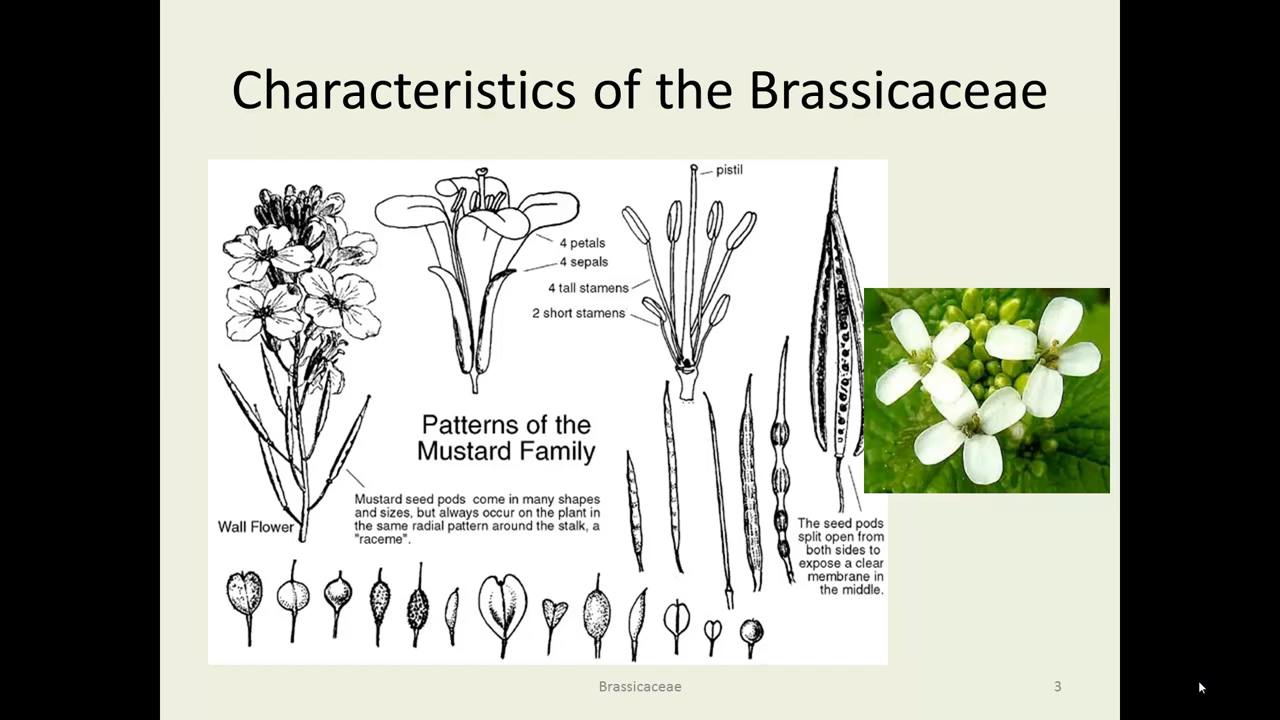 Characteristics of the Brassicaceae
pistil
4 petals
4 sepals
4 tall stamens
2 short stamens
Patterns of the
Mustard Family
Mustard seed pods come in many shapes
and sizes, but always occur on the plant in
the same radial pattern around the stalk, a
"raceme".
Wall Flower
The seed pods
split open from
both sides to
expose a clear
membrane in
the middle.
Brassicaceae
3